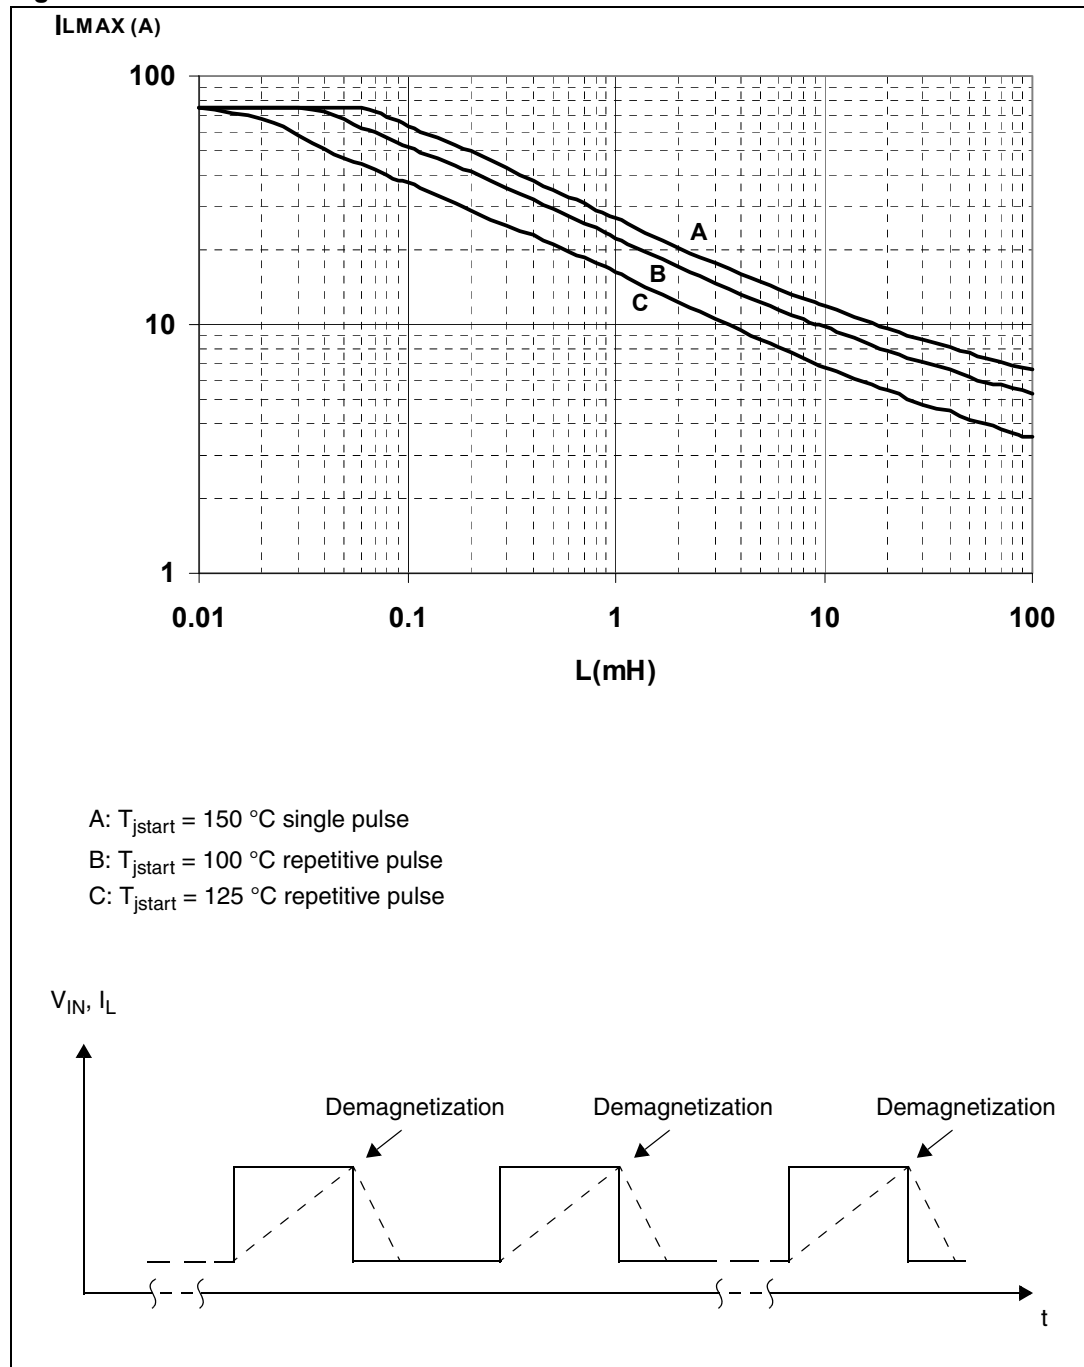 ILMAX (A)
100
10
1
A
B
C
0.01 0.1 1 10 100
L(mH)
A: Tjstart = 150 °C single pulse
B: Tjstart = 100 °C repetitive pulse
C: Tjstart = 125 °C repetitive pulse
VIN, IL
Demagnetization Demagnetization Demagnetization
t